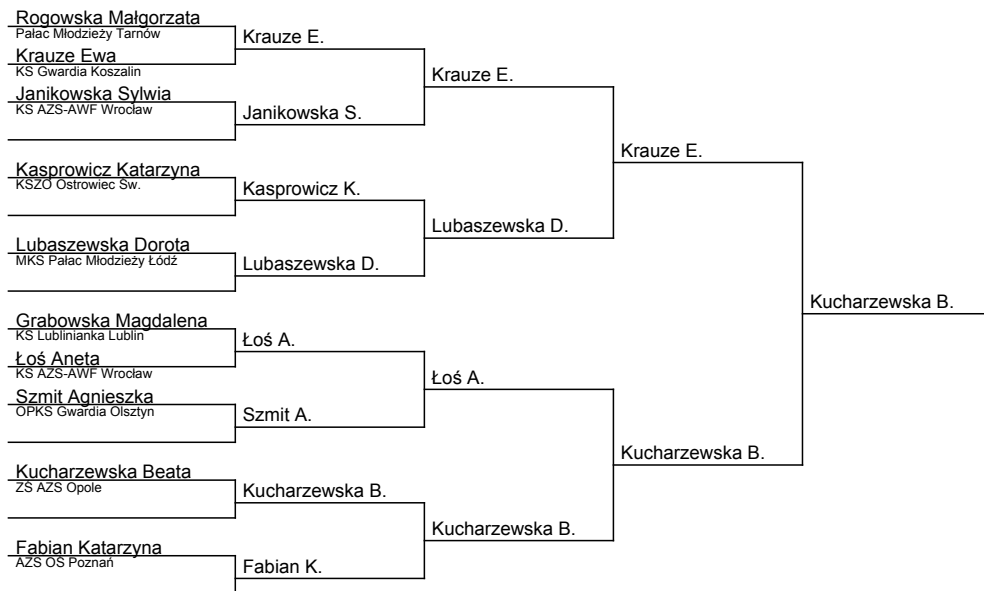 Rogowska Małgorzata
Pałac Młodzieży Tarnów
Krauze Ewa
KS Gwardia Koszalin
Janikowska Sylwia
KS AZS-AWF Wrocław
Kasprowicz Katarzyna
KSZO Ostrowiec Św.
Lubaszewska Dorota
MKS Pałac Młodzieży Łódź
Grabowska Magdalena
KS Lublinianka Lublin
Łoś Aneta
KS AZS-AWF Wrocław
Szmit Agnieszka
OPKS Gwardia Olsztyn
Kucharzewska Beata
ZŚ AZS Opole
Fabian Katarzyna
AZS OŚ Poznań
Krauze E.
Janikowska S.
Kasprowicz K.
Lubaszewska D.
Łoś A.
Szmit A.
Kucharzewska B.
Fabian K.
Krauze E.
Lubaszewska D.
Łoś A.
Kucharzewska B.
Krauze E.
Kucharzewska B.
Kucharzewska B.